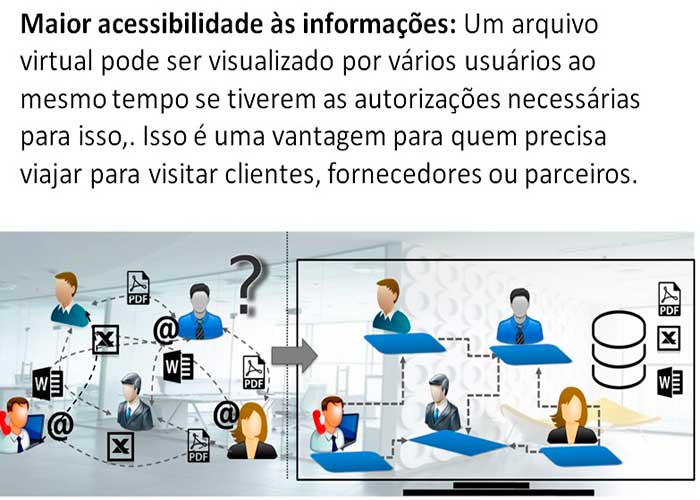 Maior acessibilidade às informações: Um arquivo
virtual pode ser visualizado por vários usuários ao
mesmo tempo se tiverem as autorizações necessárias
para isso,. Isso é uma vantagem para quem precisa
viajar para visitar clientes, fornecedores ou parceiros.
?
PDF
@
X
W
PDF
W
@
@
X
PDF
PDF
X
W